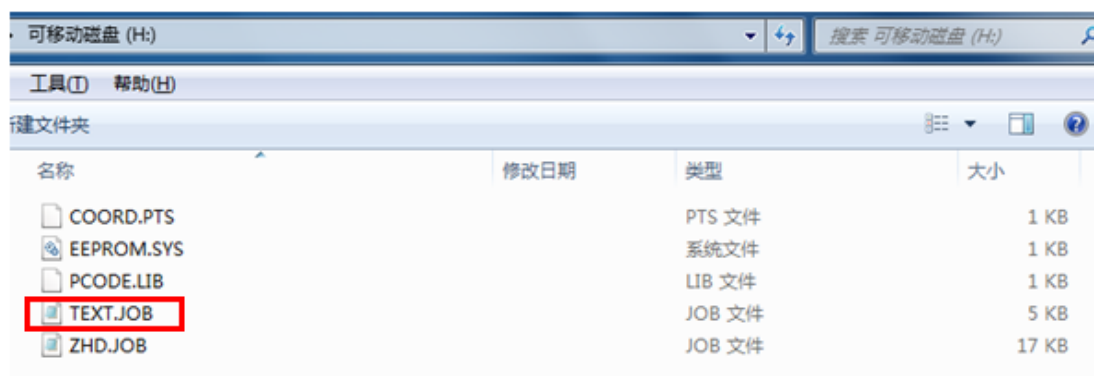 可移动磁盘 (H:) 搜索 可移动磁盘 (H:)
工具(T) 帮助(H)
新建文件夹
名称 修改日期 类型 大小
COORD.PTS PTS 文件 1 KB
EEPROM.SYS 系统文件 1 KB
PCODE.LIB LIB 文件 1 KB
TEXT.JOB JOB 文件 5 KB
ZHD.JOB JOB 文件 17 KB